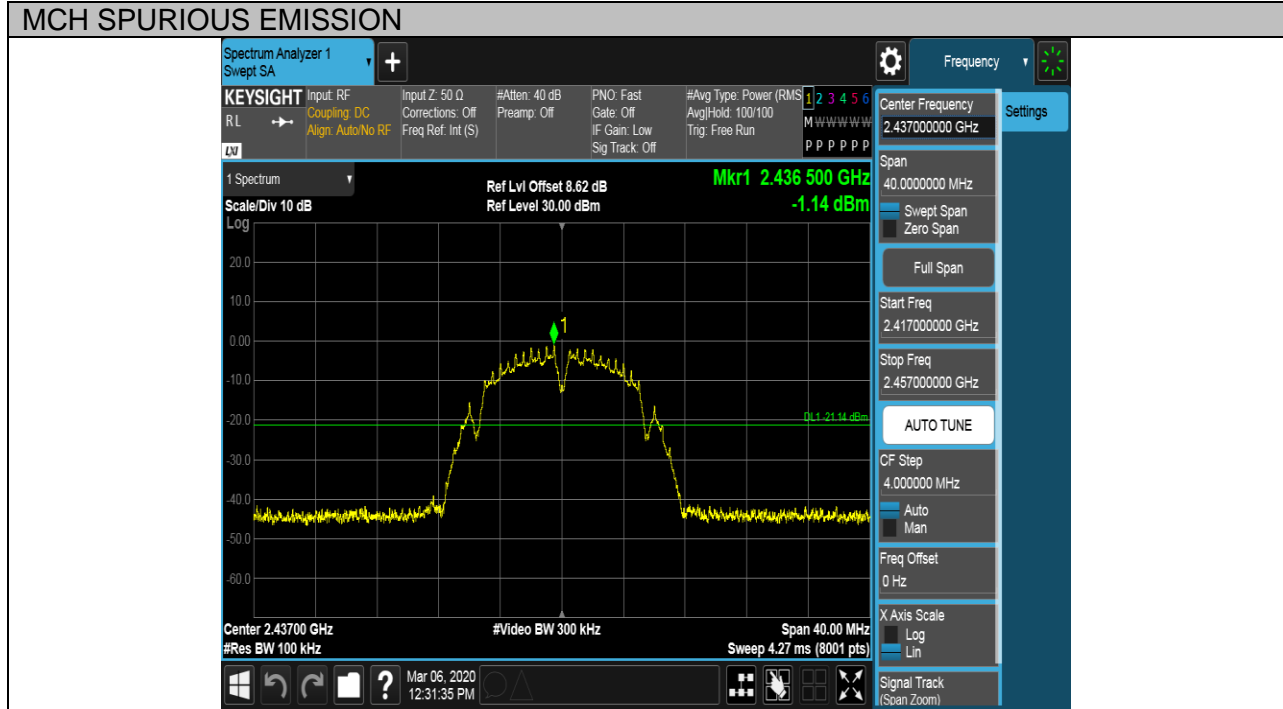 MCH SPURIOUS EMISSION
Spectrum Analyzer 1
Swept SA
+
Frequency
KEYSIGHT
RL
LXI
Input: RF
Coupling: DC
Align: Auto/No RF
Input Z: 50 Ω
Corrections: Off
Freq Ref: Int (S)
#Atten: 40 dB
Preamp: Off
PNO: Fast
Gate: Off
IF Gain: Low
Sig Track: Off
#Avg Type: Power (RMS
Avg|Hold: 100/100
Trig: Free Run
1 2 3 4 5 6
M W W W W W
P P P P P P
1 Spectrum
Scale/Div 10 dB
Log
Ref Lvl Offset 8.62 dB
Ref Level 30.00 dBm
Mkr1 2.436 500 GHz
-1.14 dBm
20.0
10.0
0.00
-10.0
-20.0
-30.0
-40.0
-50.0
-60.0
1
DL1 -21.14 dBm
Center 2.43700 GHz
#Res BW 100 kHz
#Video BW 300 kHz
Span 40.00 MHz
Sweep 4.27 ms (8001 pts)
?
Mar 06, 2020
12:31:35 PM
Center Frequency
2.437000000 GHz
Settings
Span
40.0000000 MHz
Swept Span
Zero Span
Full Span
Start Freq
2.417000000 GHz
Stop Freq
2.457000000 GHz
AUTO TUNE
CF Step
4.000000 MHz
Auto
Man
Freq Offset
0 Hz
X Axis Scale
Log
Lin
Signal Track
(Span Zoom)